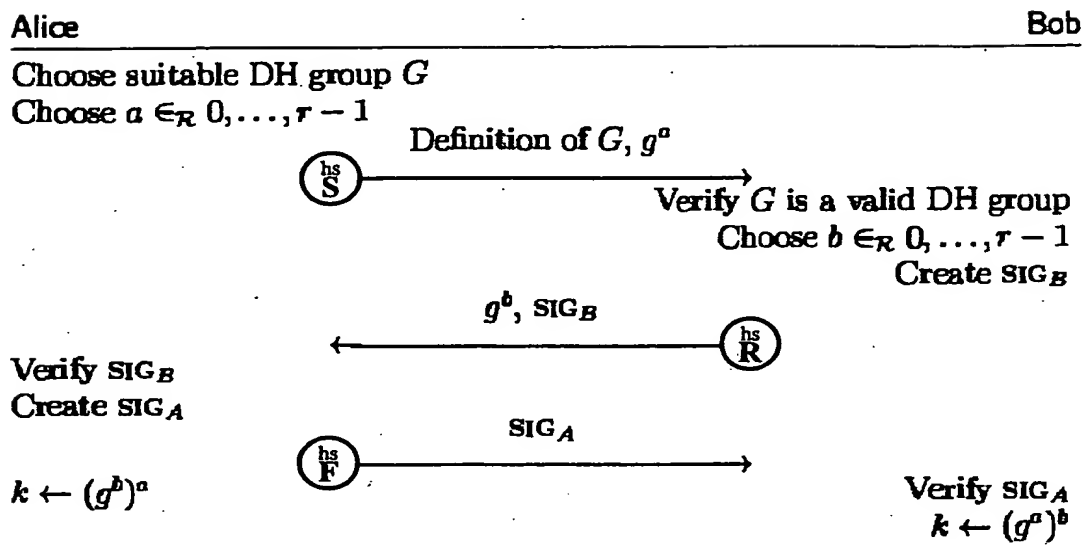 Alice Bob
Choose suitable DH group G
Choose a ∈_R 0, ..., r − 1
Definition of G, g^a
hs
S
Verify G is a valid DH group
Choose b ∈_R 0, ..., r − 1
Create SIG_B
g^b, SIG_B
hs
R
Verify SIG_B
Create SIG_A
SIG_A
hs
F
k ← (g^b)^a
Verify SIG_A
k ← (g^a)^b